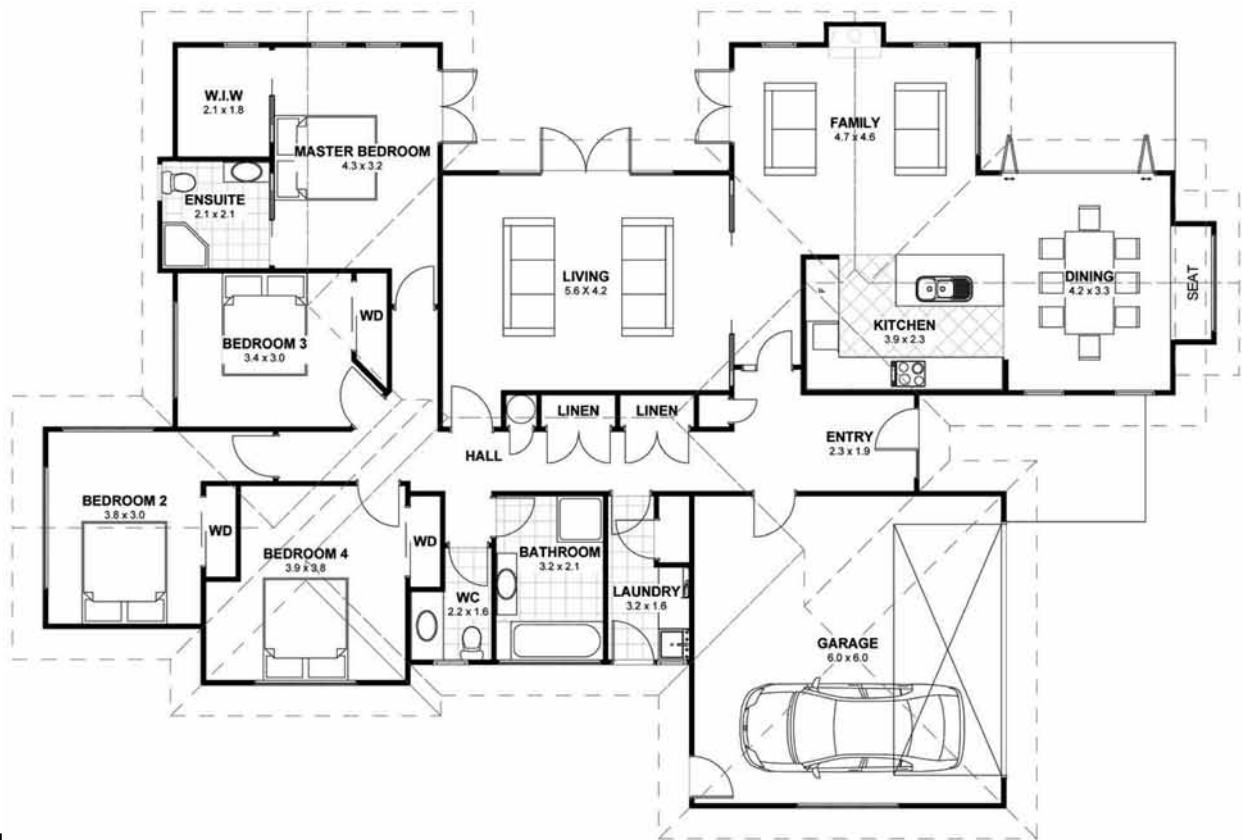 W.I.W
2.1 x 1.8
MASTER BEDROOM
4.3 x 3.2
ENSUITE
2.1 x 2.1
FAMILY
4.7 x 4.6
LIVING
5.6 X 4.2
DINING
4.2 x 3.3
SEAT
F
KITCHEN
3.9 x 2.3
BEDROOM 3
3.4 x 3.0
WD
LINEN
LINEN
HALL
ENTRY
2.3 x 1.9
BEDROOM 2
3.8 x 3.0
WD
BEDROOM 4
3.9 x 3.8
WD
WC
2.2 x 1.6
BATHROOM
3.2 x 2.1
LAUNDRY
3.2 x 1.6
GARAGE
6.0 x 6.0